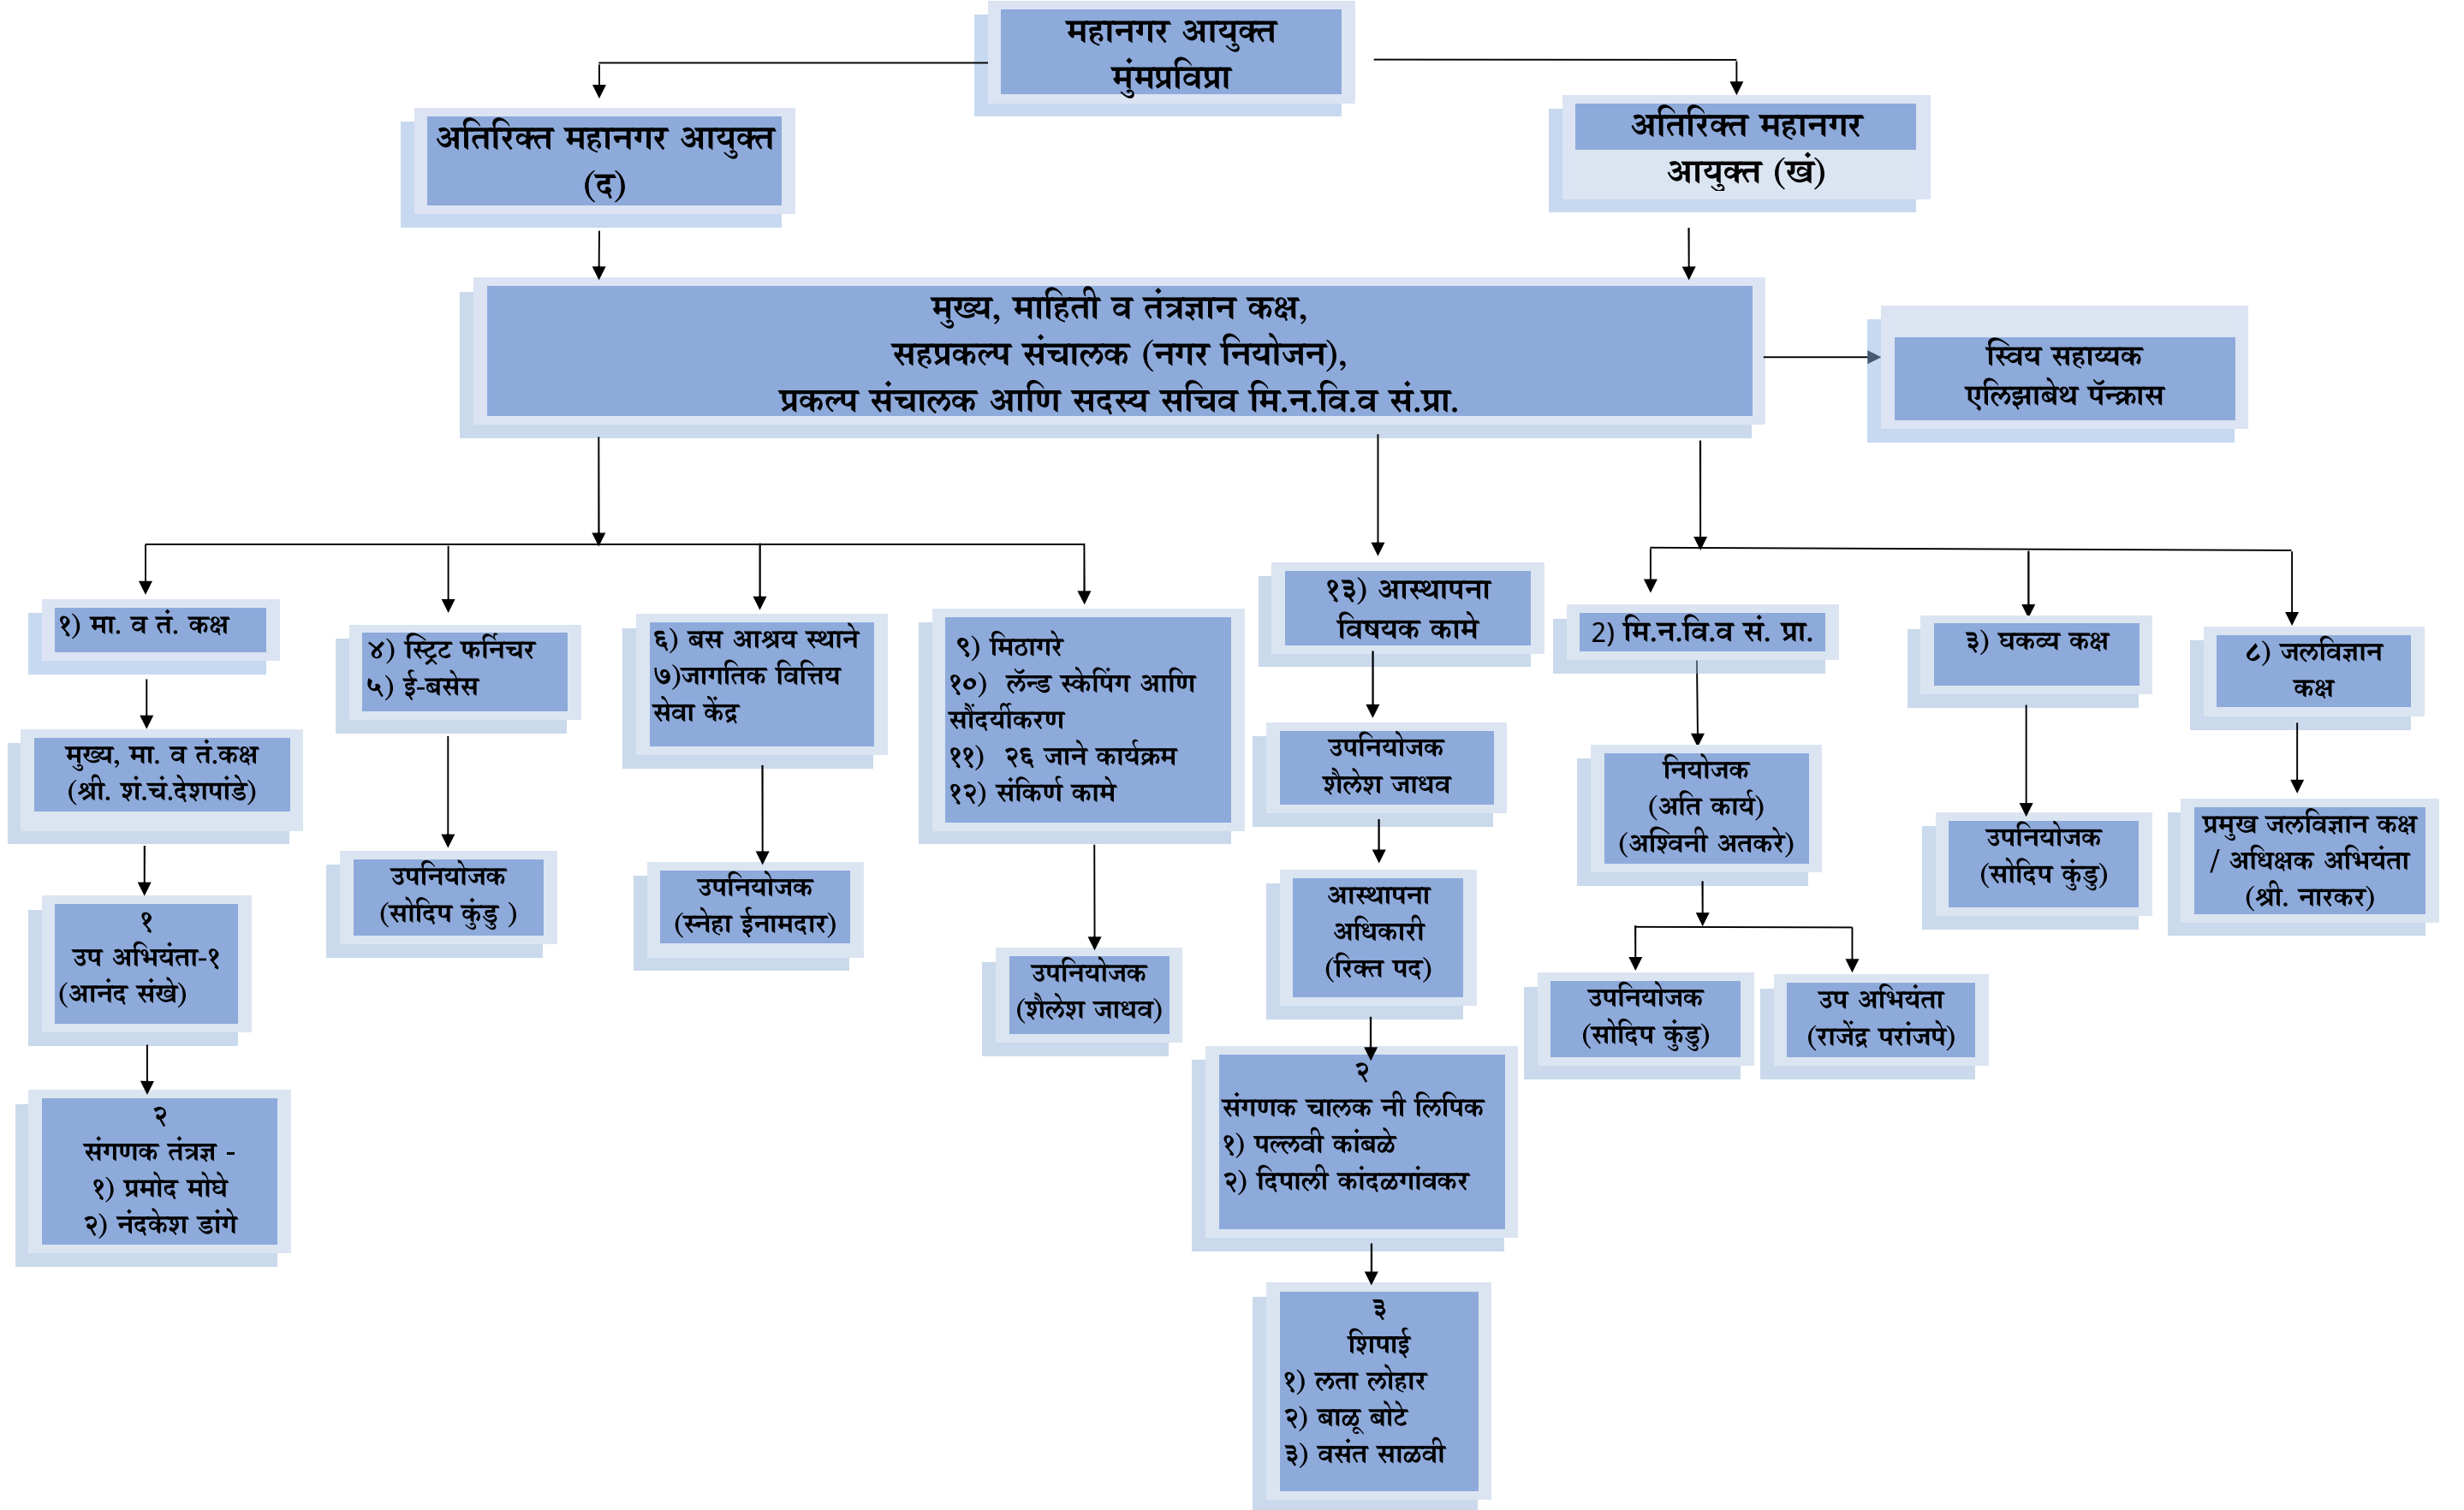 महानगर आयुक्त
मुंमप्रविप्रा
अतिरिक्त महानगर आयुक्त
(द)
अतिरिक्त महानगर
आयुक्त (खं)
मुख्य, माहिती व तंत्रज्ञान कक्ष,
सहप्रकल्प संचालक (नगर नियोजन),
प्रकल्प संचालक आणि सदस्य सचिव मि.न.वि.व सं.प्रा.
स्विय सहाय्यक
एलिझाबेथ पॅन्क्रास
१) मा. व तं. कक्ष
४) स्ट्रिट फर्निचर
५) ई-बसेस
६) बस आश्रय स्थाने
७)जागतिक वित्तिय
सेवा केंद्र
९) मिठागरे
१०) लॅन्ड स्केपिंग आणि
सौंदर्यीकरण
११) २६ जाने कार्यक्रम
१२) संकिर्ण कामे
१३) आस्थापना
विषयक कामे
2) मि.न.वि.व सं. प्रा.
३) घकव्य कक्ष
८) जलविज्ञान
कक्ष
मुख्य, मा. व तं.कक्ष
(श्री. शं.चं.देशपांडे)
उपनियोजक
शैलेश जाधव
नियोजक
(अति कार्य)
(अश्विनी अतकरे)
उपनियोजक
(सोदिप कुंडु)
प्रमुख जलविज्ञान कक्ष
/ अधिक्षक अभियंता
(श्री. नारकर)
१
उप अभियंता-१
(आनंद संखे)
उपनियोजक
(सोदिप कुंडु )
उपनियोजक
(स्नेहा ईनामदार)
उपनियोजक
(शैलेश जाधव)
आस्थापना
अधिकारी
(रिक्त पद)
उपनियोजक
(सोदिप कुंडु)
उप अभियंता
(राजेंद्र परांजपे)
२
संगणक तंत्रज्ञ -
१) प्रमोद मोघे
२) नंदकेश डांगे
२
संगणक चालक नी लिपिक
१) पल्लवी कांबळे
२) दिपाली कांदळगांवकर
३
शिपाई
१) लता लोहार
२) बाळू बोटे
३) वसंत साळवी